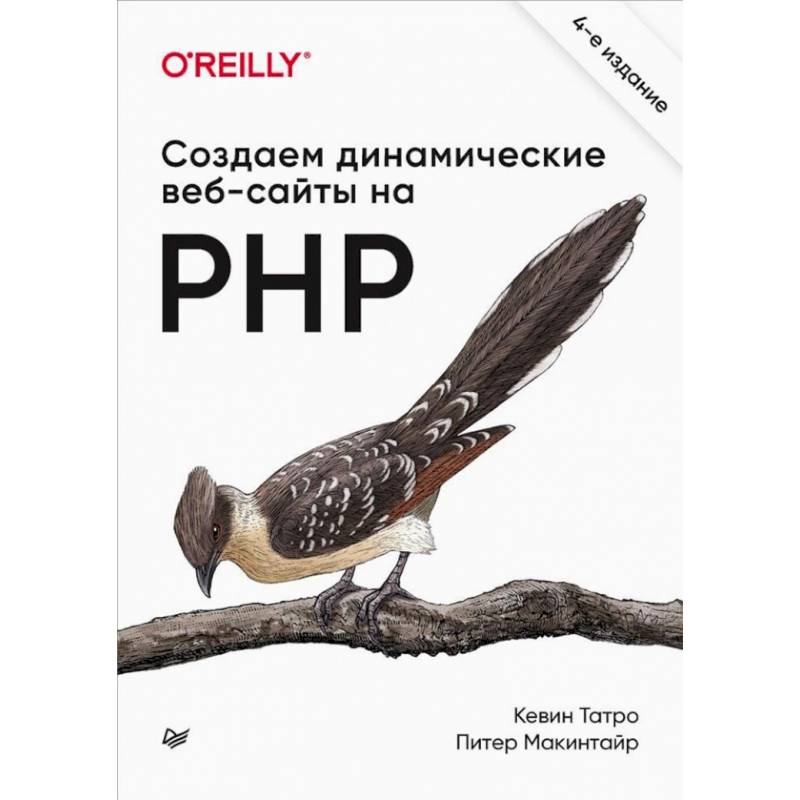 O'REILLY®
4-е издание
Создаем динамические
веб-сайты на
PHP
Кевин Татро
Питер Макинтайр